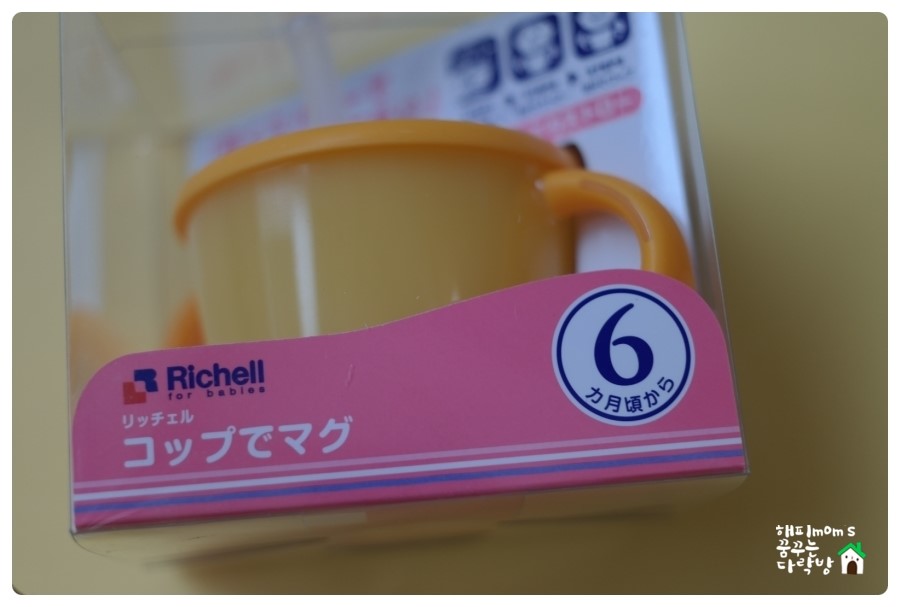 Richell
for babies
リッチェル
コップでマグ
6
カ月頃から
해피mom s
꿈꾸는
다락방